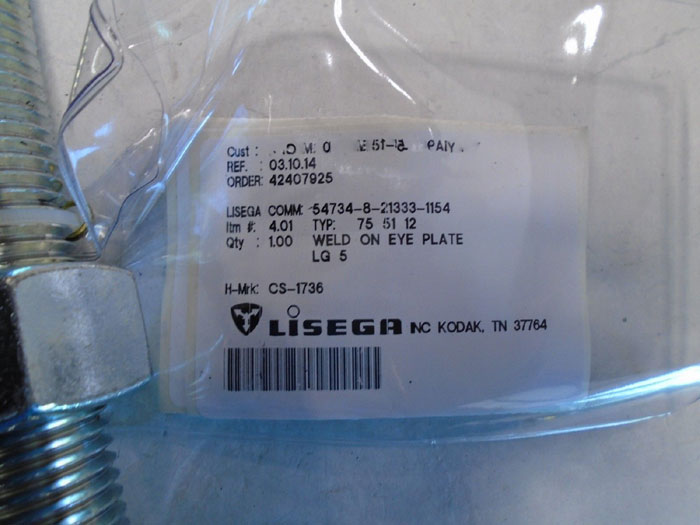 Cust :
REF. : 03.10.14
ORDER: 42407925
LISEGA COMM: 54734-8-21333-1154
Itm #: 4.01 TYP: 75 51 12
Qty : 1.00 WELD ON EYE PLATE
LG 5
H-Mrk: CS-1736
LISEGA INC KODAK, TN 37764